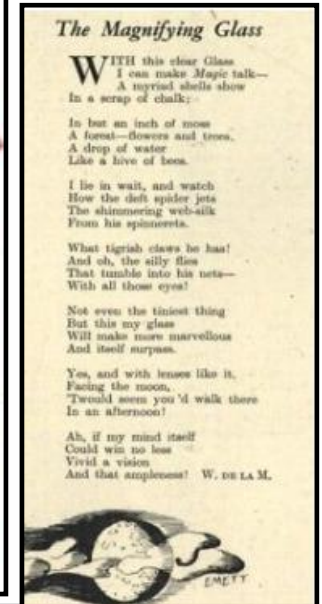 The Magnifying Glass
WITH this clear Glass
I can make Magic talk—
A myriad shells show
In a scrap of chalk;
In but an inch of moss
A forest—flowers and trees.
A drop of water
Like a hive of bees.
I lie in wait, and watch
How the deft spider jets
The shimmering web-silk
From his spinnerets.
What tigrish claws he has!
And oh, the silly flies
That tumble into his nets—
With all those eyes!
Not even the tiniest thing
But this my glass
Will make more marvellous
And itself surpass.
Yes, and with lenses like it,
Facing the moon,
'Twould seem you'd walk there
In an afternoon!
Ah, if my mind itself
Could win no less
Vivid a vision
And that ampleness! W. DE LA M.
EMETT